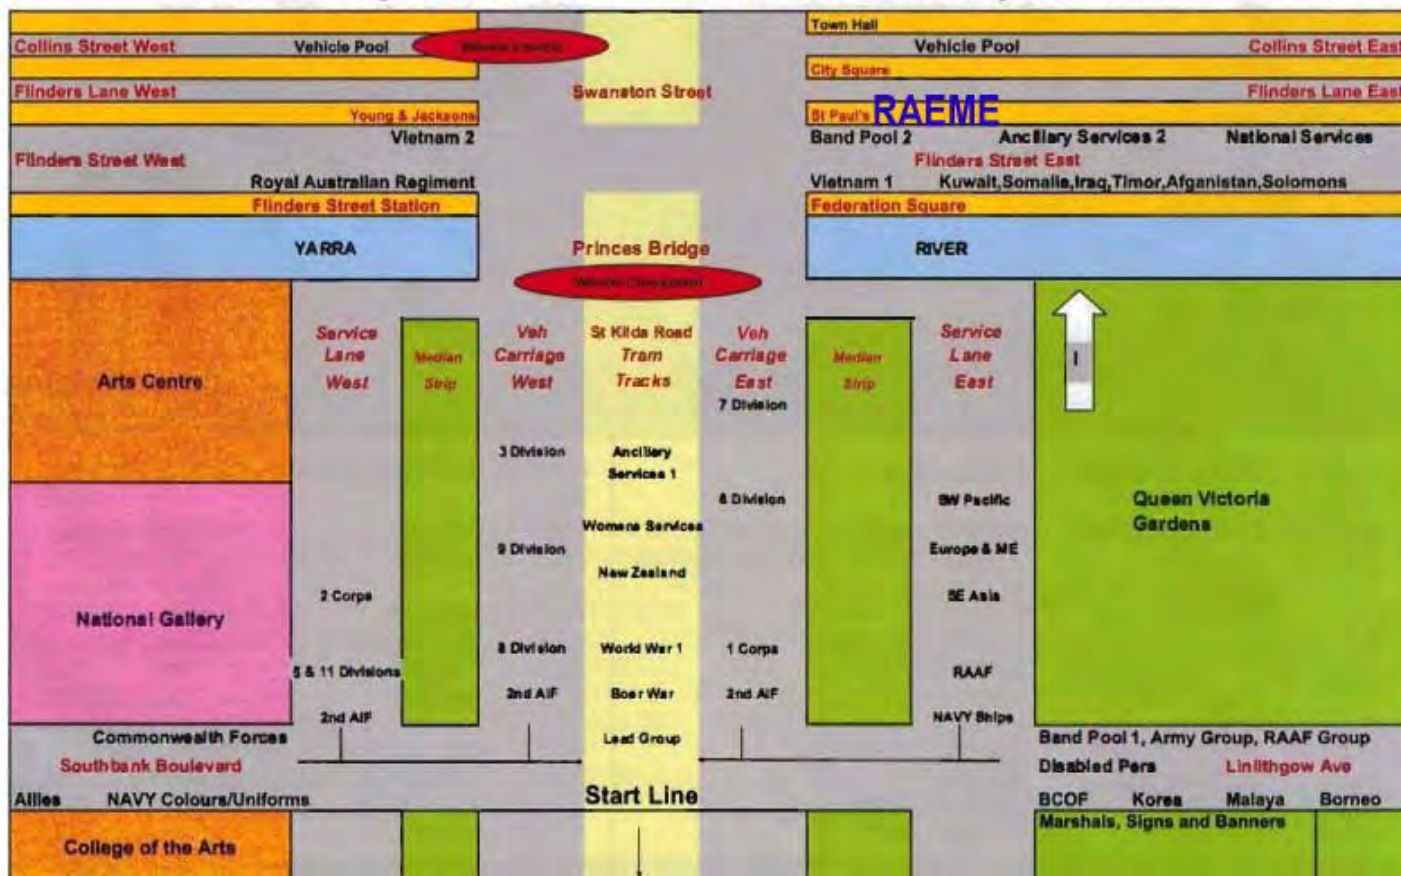 Town Hall
Collins Street West Vehicle Pool Vehicle Pool Collins Street East
City Square
Flinders Lane West Swanston Street Flinders Lane East
Young & Jacksons St Paul's RAEME
Vietnam 2 Band Pool 2 Ancillary Services 2 National Services
Flinders Street West Flinders Street East
Royal Australian Regiment Vietnam 1 Kuwait,Somalia,Iraq,Timor,Afganistan,Solomons
Flinders Street Station Federation Square
YARRA Princes Bridge RIVER
Service Veh St Kilda Road Veh Service
Lane Median Carriage Tram Carriage Median Lane
West Strip West Tracks East Strip East
I
Arts Centre
7 Division
3 Division Ancillary
Services 1
6 Division SW Pacific Queen Victoria
Womens Services Gardens
9 Division Europe & ME
New Zealand
2 Corps SE Asia
National Gallery
8 Division World War 1 1 Corps
5 & 11 Divisions RAAF
2nd AIF Boer War 2nd AIF
2nd AIF NAVY Ships
Commonwealth Forces Lead Group Band Pool 1, Army Group, RAAF Group
Southbank Boulevard Disabled Pers Linlithgow Ave
Allies NAVY Colours/Uniforms Start Line BCOF Korea Malaya Borneo
Marshals, Signs and Banners
College of the Arts